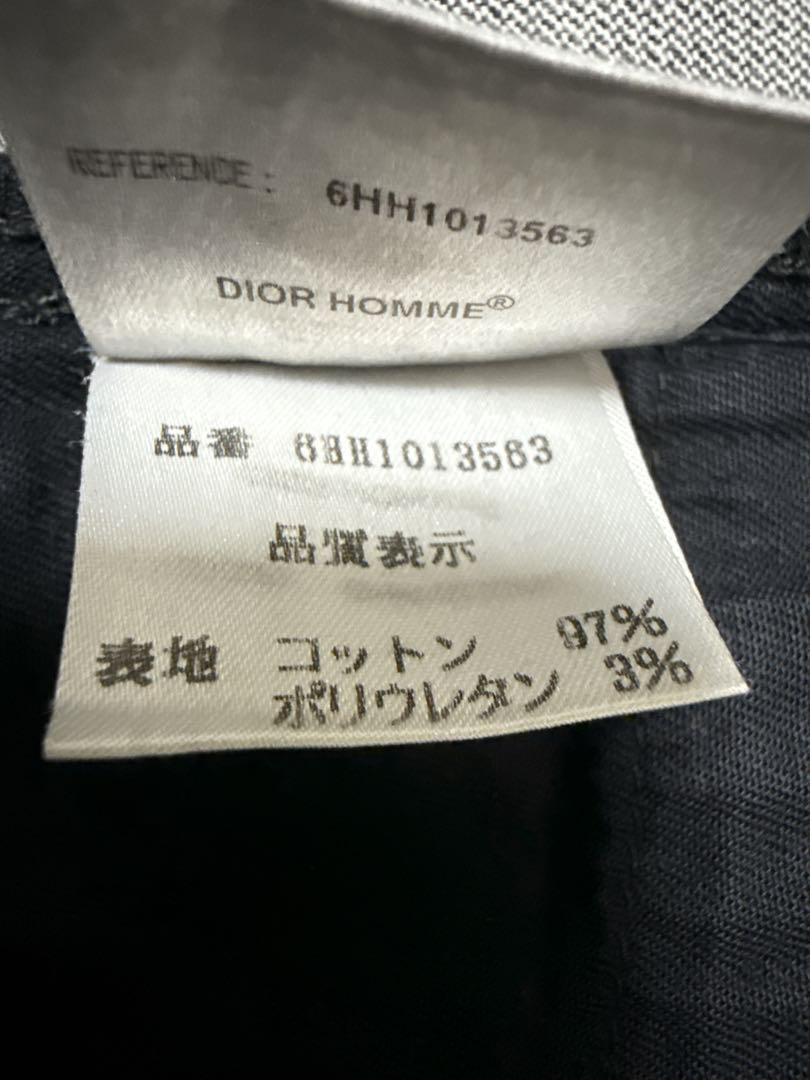 REFERENCE: 6HH1013563
DIOR HOMME®
品番 6HH1013563
品質表示
表地 コットン 97%
ポリウレタン 3%